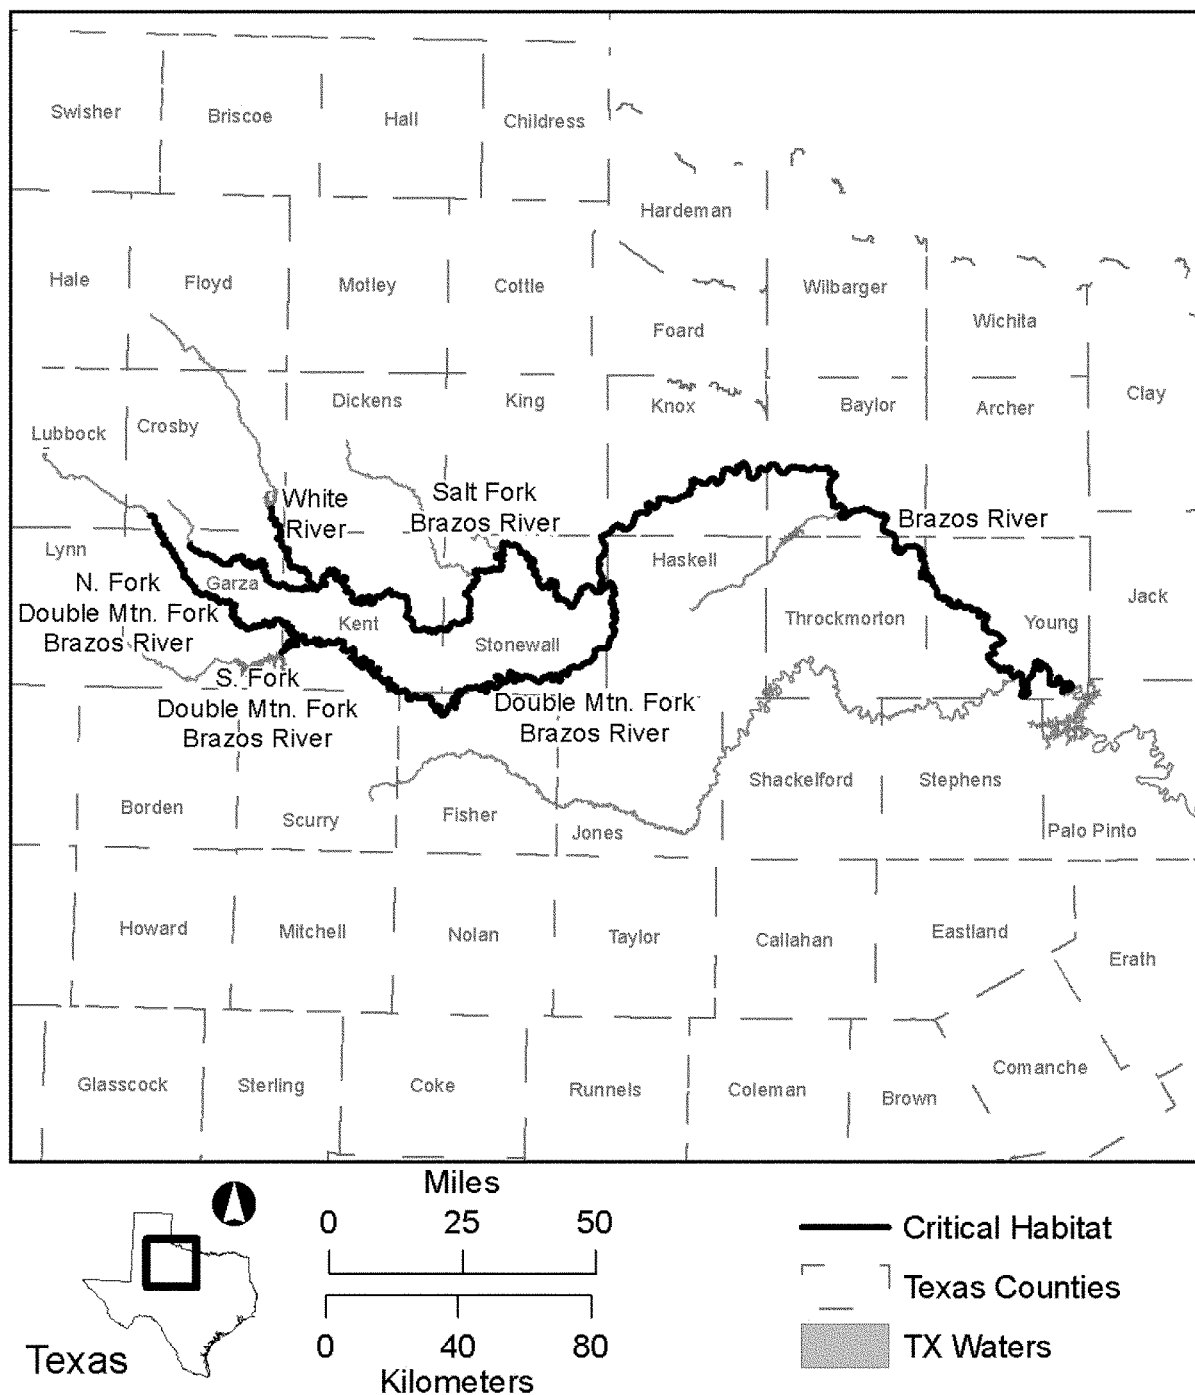 Swisher
Briscoe
Hall
Childress
Hardeman
Hale
Floyd
Motley
Cottle
Wilbarger
Foard
Wichita
Dickens
King
Knox
Baylor
Archer
Clay
Lubbock
Crosby
White
River
Salt Fork
Brazos River
Brazos River
Lynn
Haskell
Garza
N. Fork
Double Mtn. Fork
Brazos River
Kent
Stonewall
Throckmorton
Young
Jack
S. Fork
Double Mtn. Fork
Brazos River
Double Mtn. Fork
Brazos River
Borden
Scurry
Fisher
Jones
Shackelford
Stephens
Palo Pinto
Howard
Mitchell
Nolan
Taylor
Callahan
Eastland
Erath
Glasscock
Sterling
Coke
Runnels
Coleman
Brown
Comanche
Miles
0 25 50
0 40 80
Kilometers
Texas
Critical Habitat
Texas Counties
TX Waters